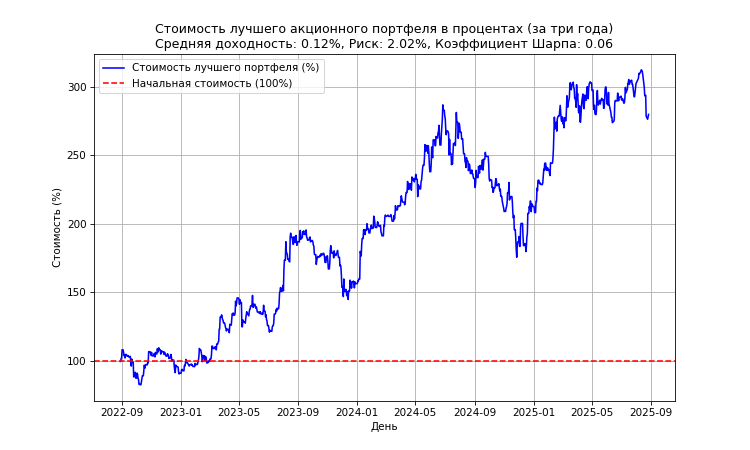 Стоимость лучшего акционного портфеля в процентах (за три года)
Средняя доходность: 0.12%, Риск: 2.02%, Коэффициент Шарпа: 0.06
Стоимость лучшего портфеля (%)
Начальная стоимость (100%)
Стоимость (%)
300
250
200
150
100
2022-09 2023-01 2023-05 2023-09 2024-01 2024-05 2024-09 2025-01 2025-05 2025-09
День